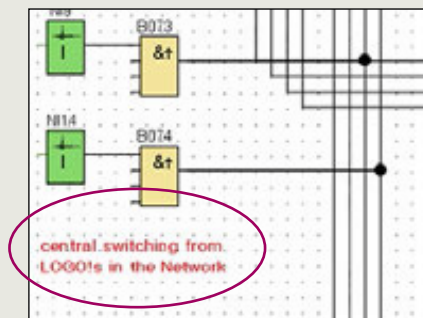 B073
&↑
I
NI14
B074
&↑
I
central switching from
LOGO!s in the Network